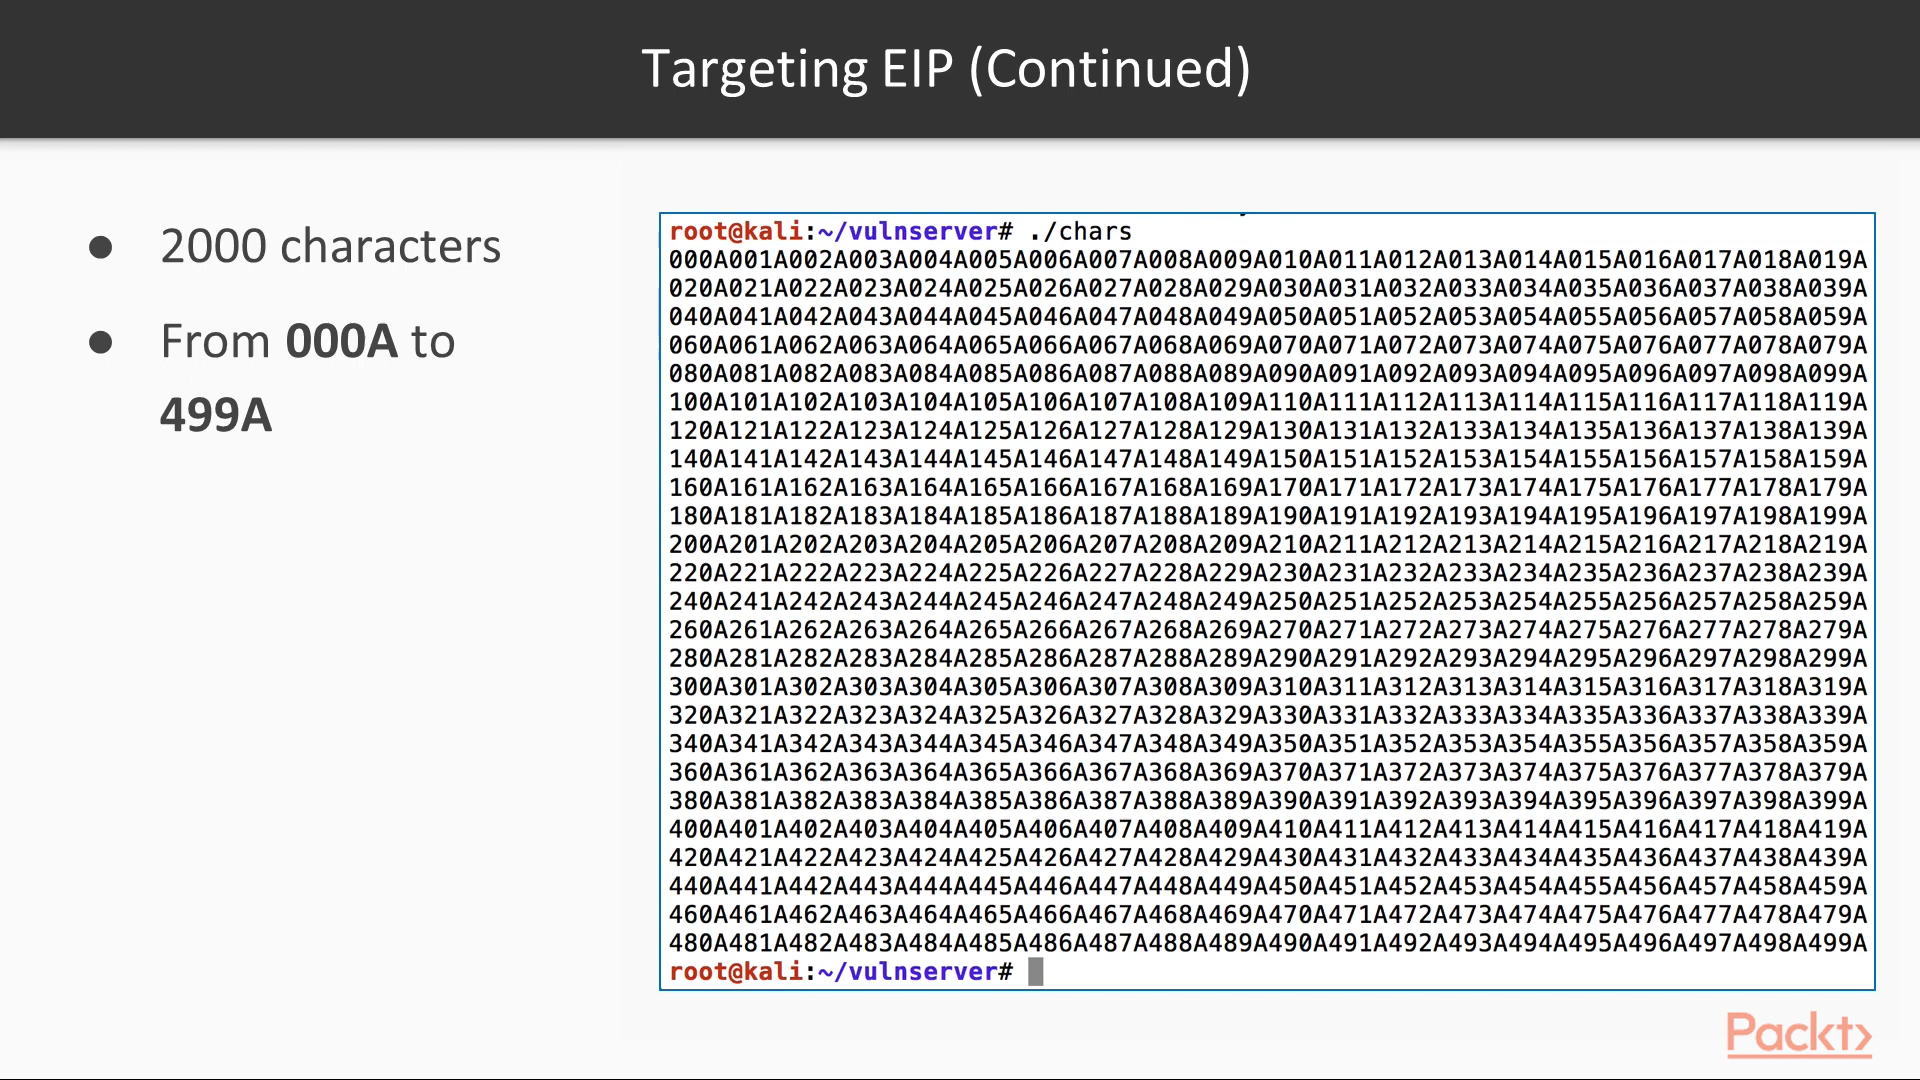 Targeting EIP (Continued)
● 2000 characters
● From 000A to
499A
root@kali:~/vulnserver# ./chars
000A001A002A003A004A005A006A007A008A009A010A011A012A013A014A015A016A017A018A019A
020A021A022A023A024A025A026A027A028A029A030A031A032A033A034A035A036A037A038A039A
040A041A042A043A044A045A046A047A048A049A050A051A052A053A054A055A056A057A058A059A
060A061A062A063A064A065A066A067A068A069A070A071A072A073A074A075A076A077A078A079A
080A081A082A083A084A085A086A087A088A089A090A091A092A093A094A095A096A097A098A099A
100A101A102A103A104A105A106A107A108A109A110A111A112A113A114A115A116A117A118A119A
120A121A122A123A124A125A126A127A128A129A130A131A132A133A134A135A136A137A138A139A
140A141A142A143A144A145A146A147A148A149A150A151A152A153A154A155A156A157A158A159A
160A161A162A163A164A165A166A167A168A169A170A171A172A173A174A175A176A177A178A179A
180A181A182A183A184A185A186A187A188A189A190A191A192A193A194A195A196A197A198A199A
200A201A202A203A204A205A206A207A208A209A210A211A212A213A214A215A216A217A218A219A
220A221A222A223A224A225A226A227A228A229A230A231A232A233A234A235A236A237A238A239A
240A241A242A243A244A245A246A247A248A249A250A251A252A253A254A255A256A257A258A259A
260A261A262A263A264A265A266A267A268A269A270A271A272A273A274A275A276A277A278A279A
280A281A282A283A284A285A286A287A288A289A290A291A292A293A294A295A296A297A298A299A
300A301A302A303A304A305A306A307A308A309A310A311A312A313A314A315A316A317A318A319A
320A321A322A323A324A325A326A327A328A329A330A331A332A333A334A335A336A337A338A339A
340A341A342A343A344A345A346A347A348A349A350A351A352A353A354A355A356A357A358A359A
360A361A362A363A364A365A366A367A368A369A370A371A372A373A374A375A376A377A378A379A
380A381A382A383A384A385A386A387A388A389A390A391A392A393A394A395A396A397A398A399A
400A401A402A403A404A405A406A407A408A409A410A411A412A413A414A415A416A417A418A419A
420A421A422A423A424A425A426A427A428A429A430A431A432A433A434A435A436A437A438A439A
440A441A442A443A444A445A446A447A448A449A450A451A452A453A454A455A456A457A458A459A
460A461A462A463A464A465A466A467A468A469A470A471A472A473A474A475A476A477A478A479A
480A481A482A483A484A485A486A487A488A489A490A491A492A493A494A495A496A497A498A499A
root@kali:~/vulnserver#
Packt>